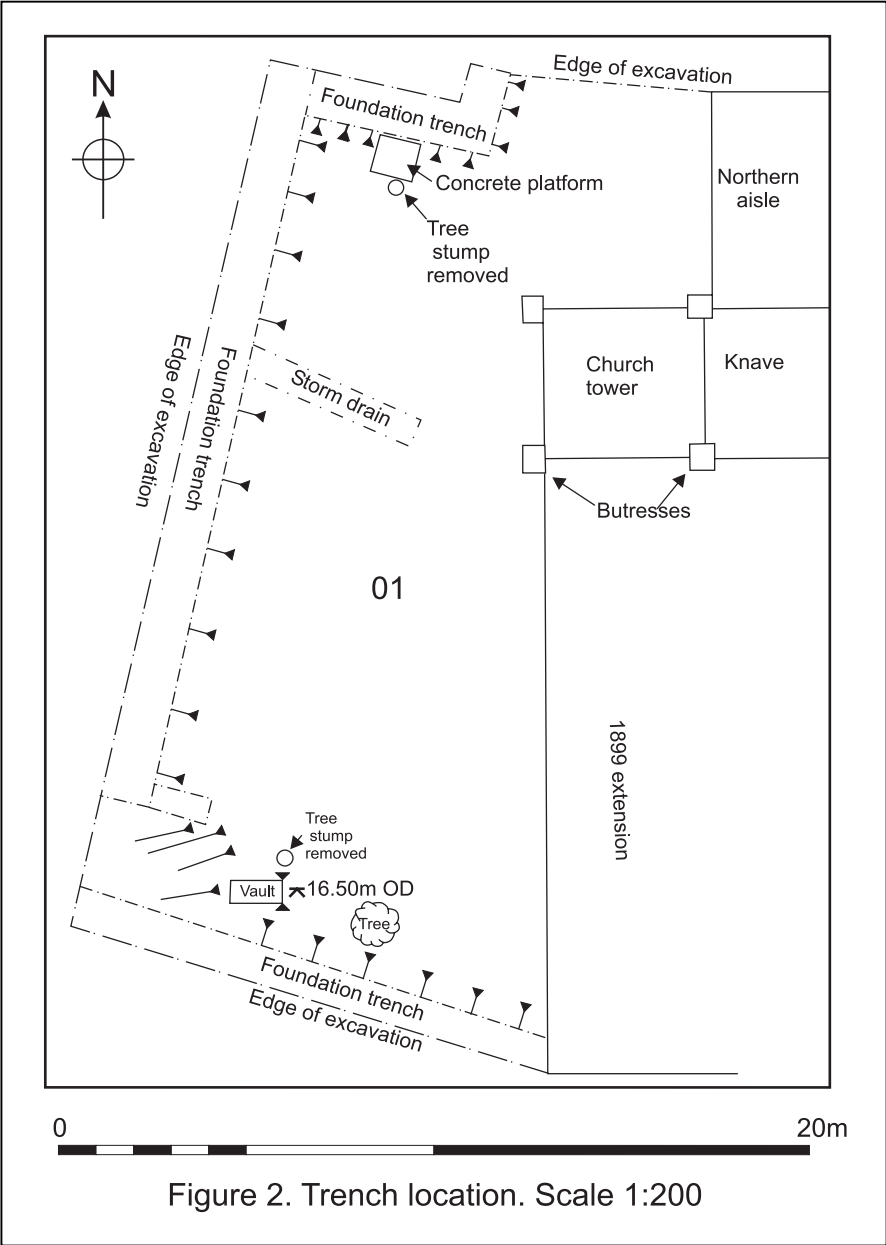 Edge of excavation
N
Foundation trench
Northern
aisle
Concrete platform
Tree
stump
removed
Church
tower
Knave
Edge of excavation
Foundation trench
Storm drain
Butresses
01
1899 extension
Tree
stump
removed
Vault
16.50m OD
Tree
Foundation trench
Edge of excavation
0
20m
Figure 2. Trench location. Scale 1:200